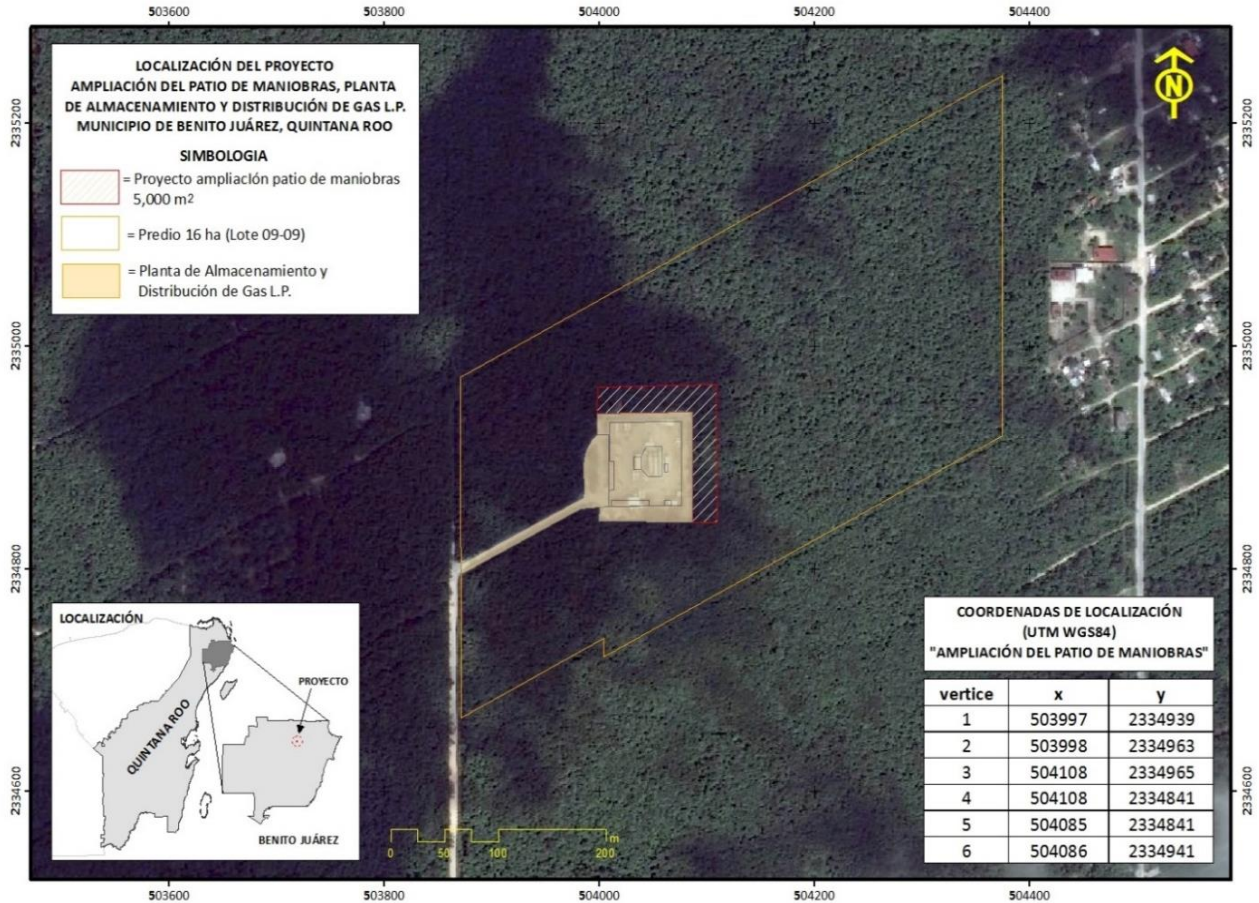 503600 503800 504000 504200 504400
LOCALIZACIÓN DEL PROYECTO
AMPLIACIÓN DEL PATIO DE MANIOBRAS, PLANTA
DE ALMACENAMIENTO Y DISTRIBUCIÓN DE GAS L.P.
MUNICIPIO DE BENITO JUÁREZ, QUINTANA ROO
SIMBOLOGIA
= Proyecto ampliación patio de maniobras
5,000 m²
= Predio 16 ha (Lote 09-09)
= Planta de Almacenamiento y
Distribución de Gas L.P.
N
2335200 2335200
2335000 2335000
2334800 2334800
2334600 2334600
LOCALIZACIÓN
PROYECTO
QUINTANA ROO
BENITO JUÁREZ
m
0 50 100 200
COORDENADAS DE LOCALIZACIÓN
(UTM WGS84)
"AMPLIACIÓN DEL PATIO DE MANIOBRAS"
vertice x y
1 503997 2334939
2 503998 2334963
3 504108 2334965
4 504108 2334841
5 504085 2334841
6 504086 2334941
503600 503800 504000 504200 504400